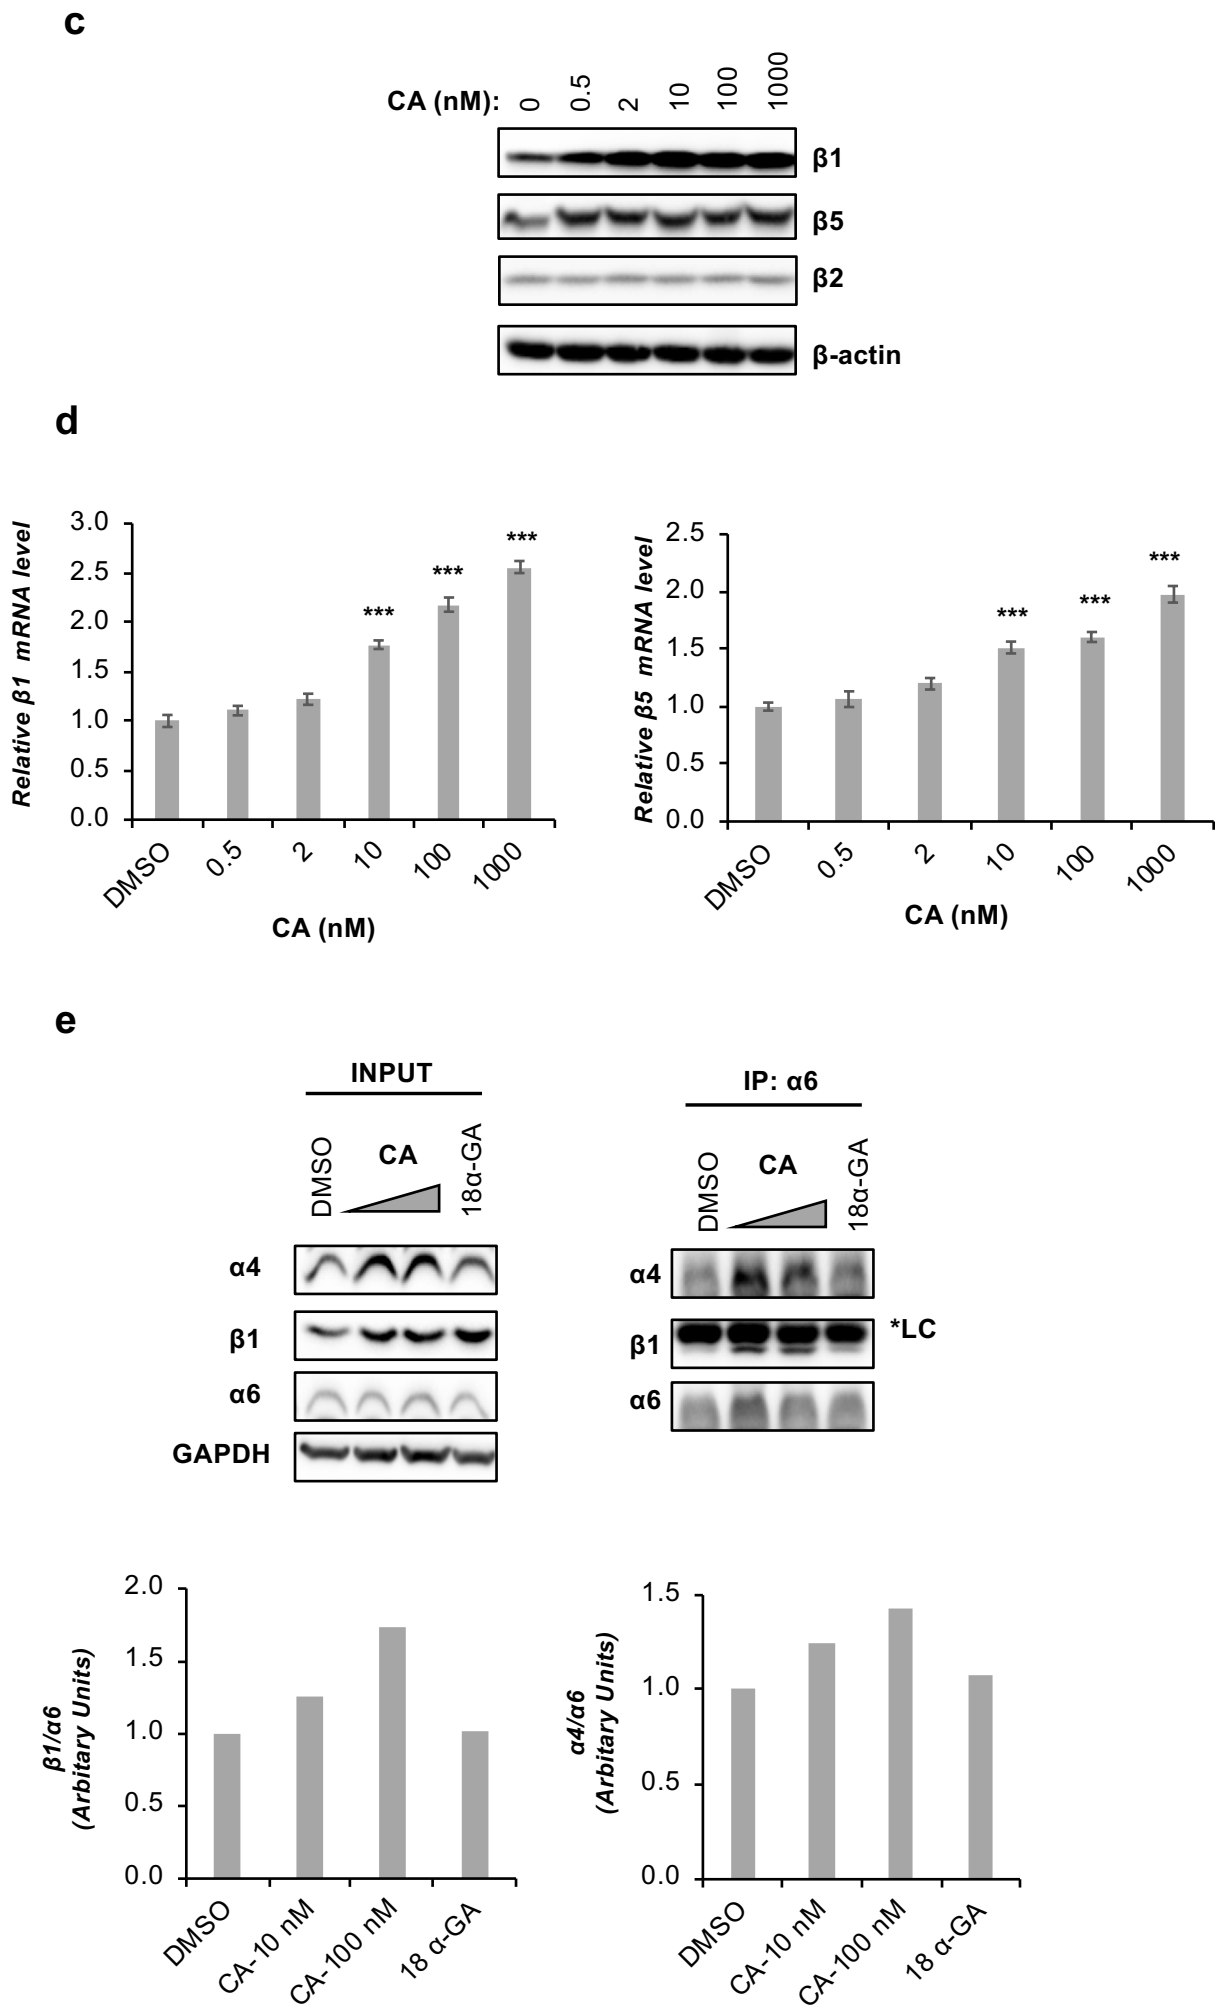 c
CA (nM): 0 0.5 2 10 100 1000
β1
β5
β2
β-actin
d
Relative β1 mRNA level
3.0
2.5
2.0
1.5
1.0
0.5
0.0
*** *** ***
DMSO 0.5 2 10 100 1000
CA (nM)
Relative β5 mRNA level
2.5
2.0
1.5
1.0
0.5
0.0
*** *** ***
DMSO 0.5 2 10 100 1000
CA (nM)
e
INPUT
DMSO CA 18α-GA
α4
β1
α6
GAPDH
IP: α6
DMSO CA 18α-GA
α4
β1 *LC
α6
β1/α6
(Arbitary Units)
2.0
1.5
1.0
0.5
0.0
DMSO CA-10 nM CA-100 nM 18 α-GA
α4/α6
(Arbitary Units)
1.5
1.0
0.5
0.0
DMSO CA-10 nM CA-100 nM 18 α-GA